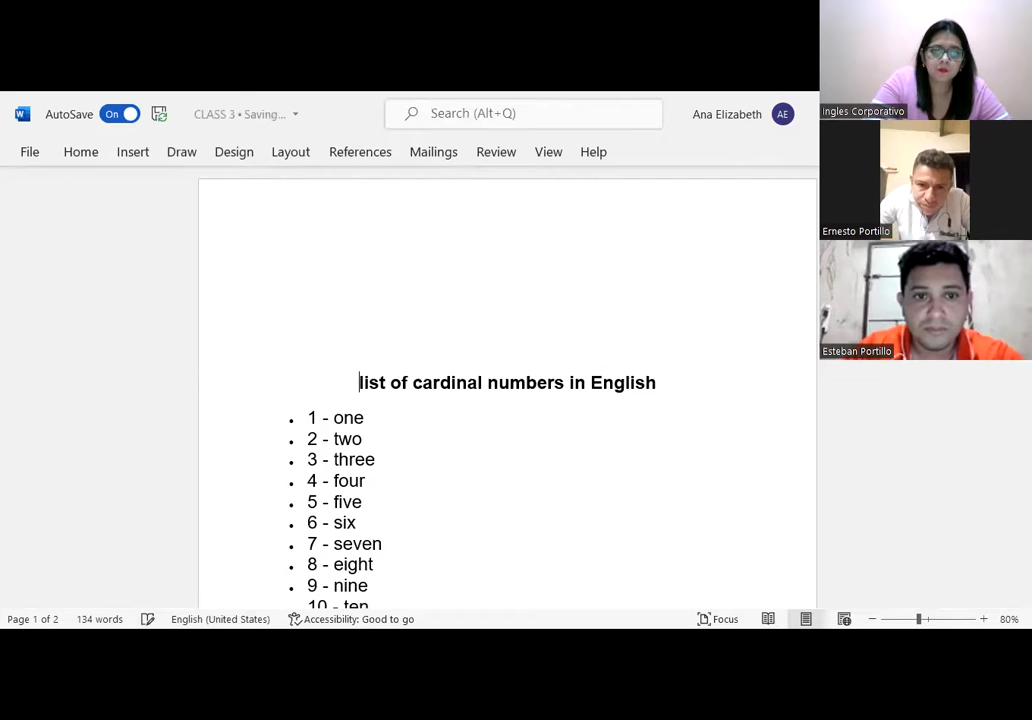 AutoSave On CLASS 3 • Saving... Search (Alt+Q) Ana Elizabeth AE
File Home Insert Draw Design Layout References Mailings Review View Help
list of cardinal numbers in English
• 1 - one
• 2 - two
• 3 - three
• 4 - four
• 5 - five
• 6 - six
• 7 - seven
• 8 - eight
• 9 - nine
10 - ten
Page 1 of 2 134 words English (United States) Accessibility: Good to go Focus 80%
Ingles Corporativo
Ernesto Portillo
Esteban Portillo